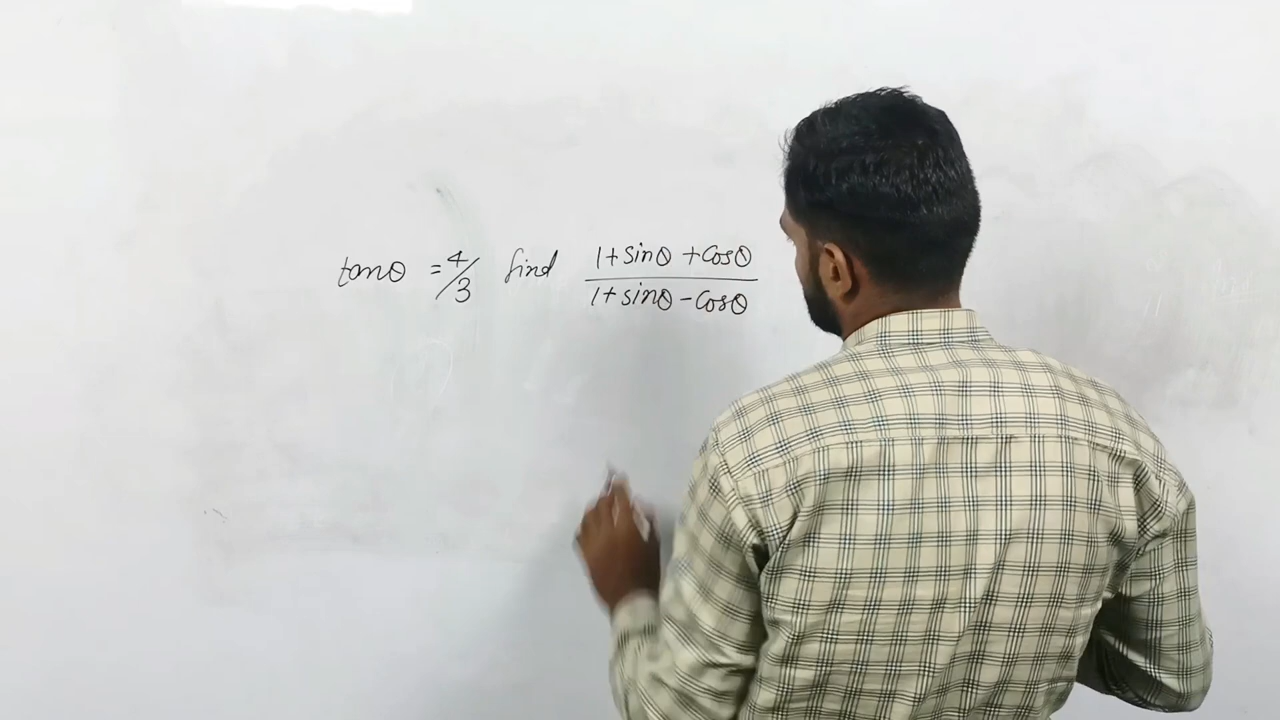 tanθ = 4/3 find 1+sinθ+cosθ / 1+sinθ-cosθ